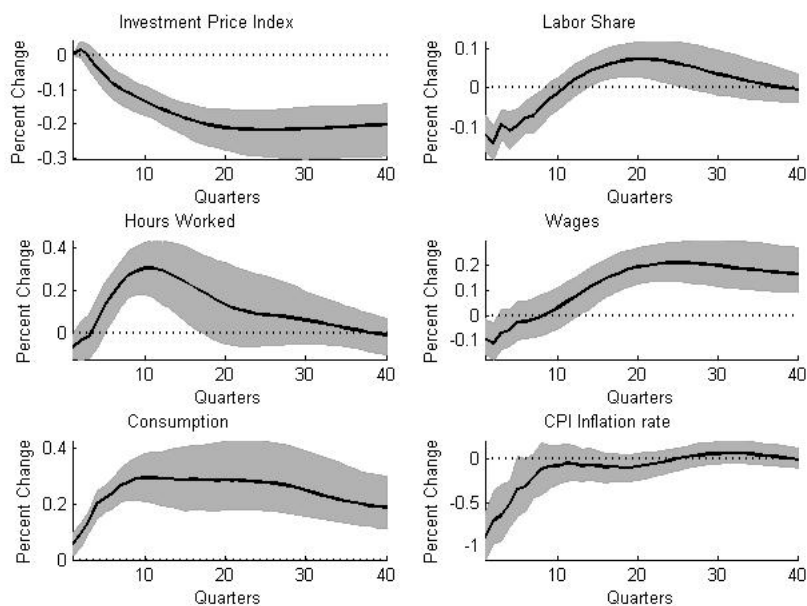 Investment Price Index
Percent Change
0
-0.1
-0.2
-0.3
10
20
30
40
Quarters
Labor Share
Percent Change
0.1
0
-0.1
10
20
30
40
Quarters
Hours Worked
Percent Change
0.4
0.2
0
10
20
30
40
Quarters
Wages
Percent Change
0.2
0.1
0
-0.1
10
20
30
40
Quarters
Consumption
Percent Change
0.4
0.2
0
10
20
30
40
Quarters
CPI Inflation rate
Percent Change
0
-0.5
-1
10
20
30
40
Quarters